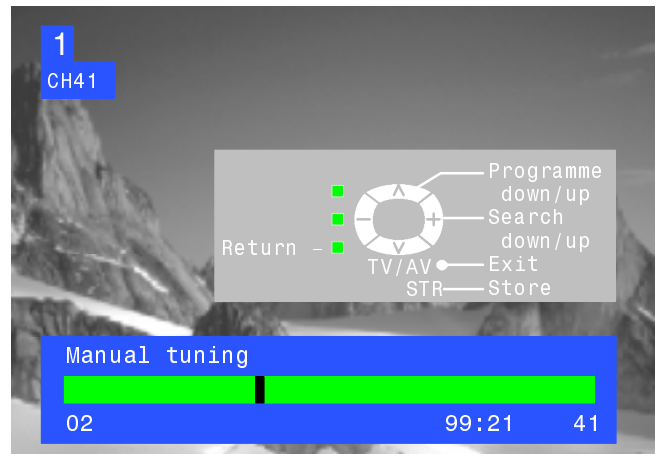 1
CH41
Programme
down/up
Search
down/up
Return –
TV/AV Exit
STR Store
Manual tuning
02 99:21 41